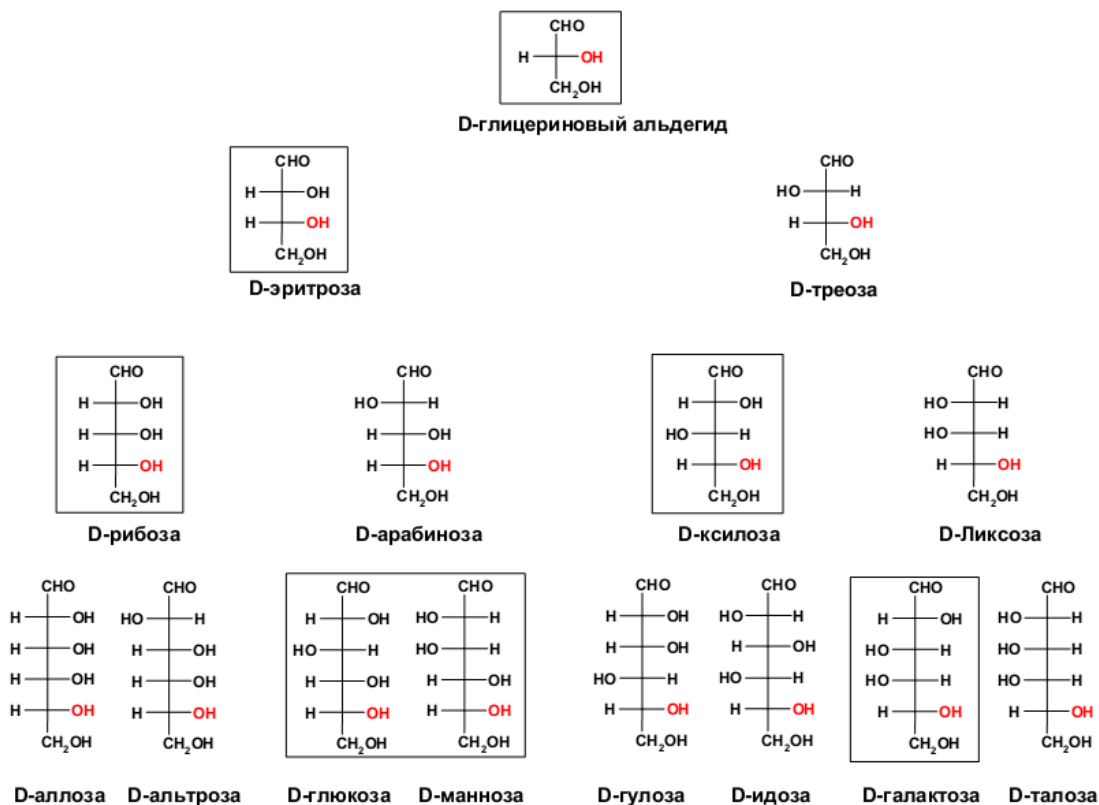 CHO
H OH
CH2OH
D-глицериновый альдегид
CHO CHO
H OH HO H
H OH H OH
CH2OH CH2OH
D-эритроза D-треоза
CHO CHO CHO CHO
H OH HO H H OH HO H
H OH H OH HO H HO H
H OH H OH H OH H OH
CH2OH CH2OH CH2OH CH2OH
D-рибоза D-арабиноза D-ксилоза D-Ликсоза
CHO CHO CHO CHO CHO CHO CHO CHO
H OH HO H H OH HO H H OH HO H H OH HO H
H OH H OH HO H HO H H OH H OH HO H HO H
H OH H OH H OH H OH HO H HO H HO H HO H
H OH H OH H OH H OH H OH H OH H OH H OH
CH2OH CH2OH CH2OH CH2OH CH2OH CH2OH CH2OH CH2OH
D-аллоза D-альтроза D-глюкоза D-манноза D-гулоза D-идоза D-галактоза D-талоза